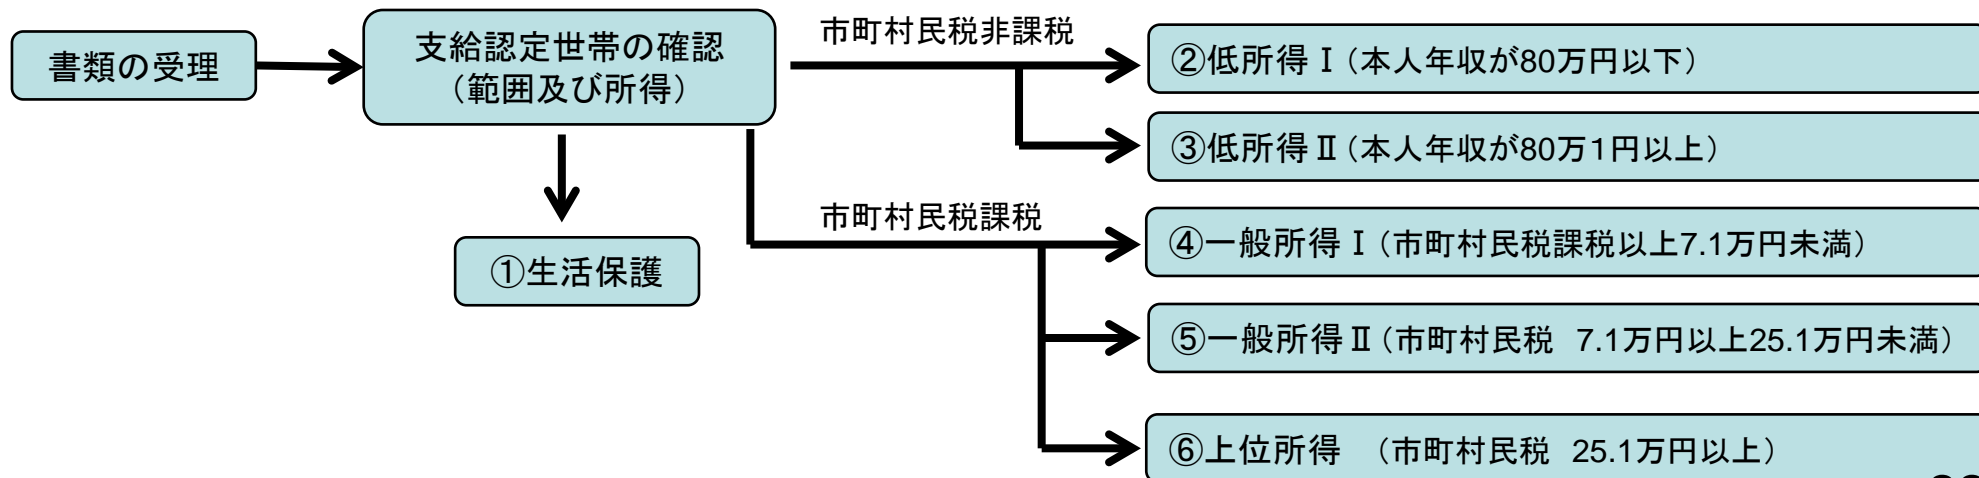 書類の受理
支給認定世帯の確認
（範囲及び所得）
市町村民税非課税
②低所得Ⅰ（本人年収が80万円以下）
③低所得Ⅱ（本人年収が80万1円以上）
①生活保護
市町村民税課税
④一般所得Ⅰ（市町村民税課税以上7.1万円未満）
⑤一般所得Ⅱ（市町村民税　7.1万円以上25.1万円未満）
⑥上位所得　（市町村民税　25.1万円以上）